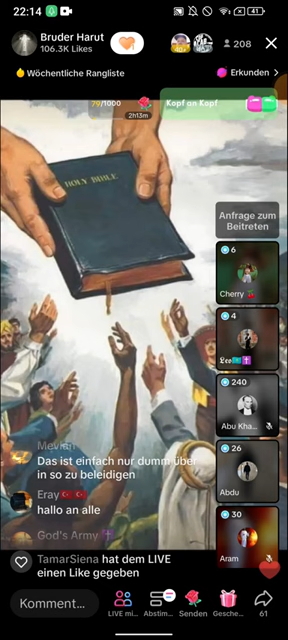 22:14
41
Bruder Harut
106.3K Likes
208
Wöchentliche Rangliste
Erkunden >
79/1000
2h13m
Kopf an Kopf
HOLY BIBLE
Anfrage zum
Beitreten
6
Cherry
4
Leo
240
Abu Kha...
26
Abdu
30
Aram
Das ist einfach nur dumm über
in so zu beleidigen
Eray
hallo an alle
God's Army
TamarSiena hat dem LIVE
einen Like gegeben
Komment...
LIVE mi...
Abstim...
Senden
Gesche...
61